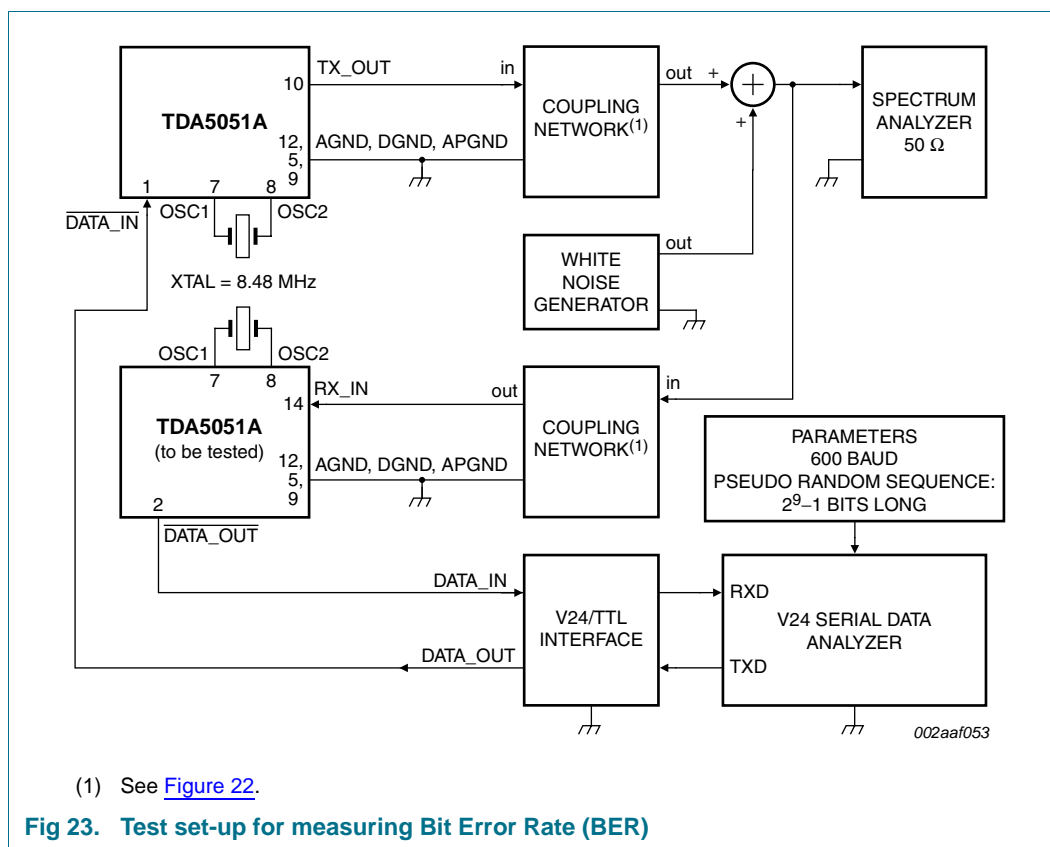 TX_OUT
in
out
+
10
TDA5051A
COUPLING
NETWORK(1)
+
+
SPECTRUM
ANALYZER
50 Ω
12,
5,
9
AGND, DGND, APGND
1
7
8
DATA_IN
OSC1
OSC2
XTAL = 8.48 MHz
WHITE
NOISE
GENERATOR
out
OSC1
OSC2
7
8
RX_IN
out
in
14
TDA5051A
(to be tested)
COUPLING
NETWORK(1)
12,
5,
9
AGND, DGND, APGND
2
DATA_OUT
PARAMETERS
600 BAUD
PSEUDO RANDOM SEQUENCE:
2^9−1 BITS LONG
DATA_IN
DATA_OUT
V24/TTL
INTERFACE
RXD
TXD
V24 SERIAL DATA
ANALYZER
002aaf053
(1) See Figure 22.
Fig 23. Test set-up for measuring Bit Error Rate (BER)